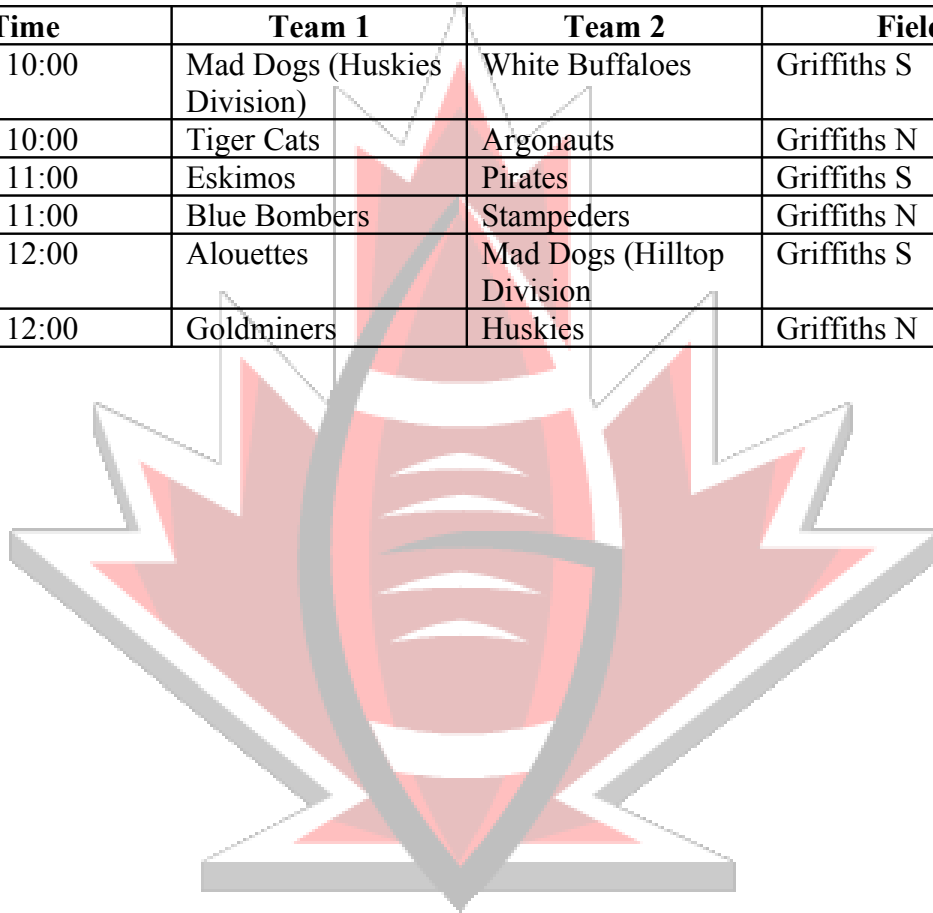 Time Team 1 Team 2 Field
10:00 Mad Dogs (Huskies White Buffaloes Griffiths S
Division)
10:00 Tiger Cats Argonauts Griffiths N
11:00 Eskimos Pirates Griffiths S
11:00 Blue Bombers Stampeders Griffiths N
12:00 Alouettes Mad Dogs (Hilltop Griffiths S
Division
12:00 Goldminers Huskies Griffiths N